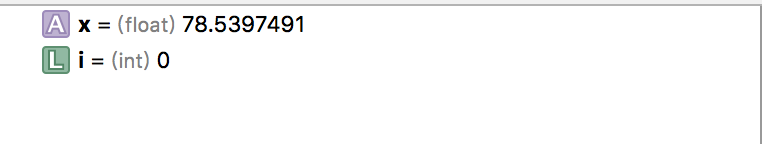 A x = (float) 78.5397491
L i = (int) 0